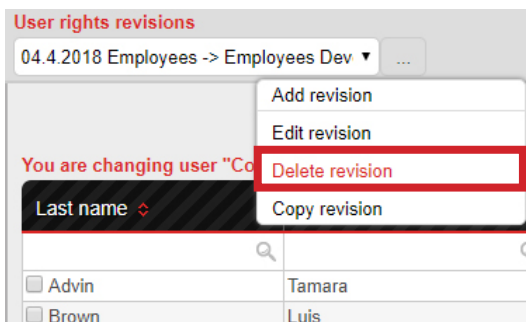 User rights revisions
04.4.2018 Employees -> Employees Dev
...
Add revision
Edit revision
You are changing user "Co
Delete revision
Last name
Copy revision
Advin Tamara
Brown Luis